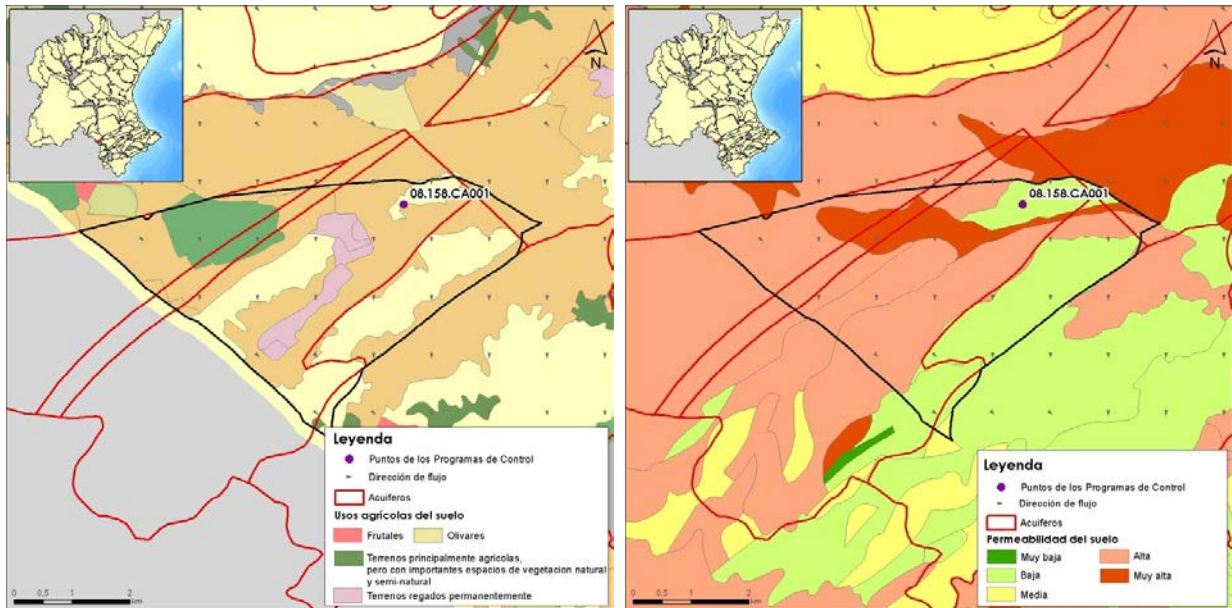 N
08.158.CA001
Leyenda
Puntos de los Programas de Control
Dirección de flujo
Acuíferos
Usos agrícolas del suelo
Frutales
Olivares
Terrenos principalmente agrícolas,
pero con importantes espacios de vegetacion natural
y semi-natural
Terrenos regados permanentemente
0 0,5 1 2
km
N
08.158.CA001
Leyenda
Puntos de los Programas de Control
Dirección de flujo
Acuíferos
Permeabilidad del suelo
Muy baja
Alta
Baja
Muy alta
Media
0 0,5 1 2
km